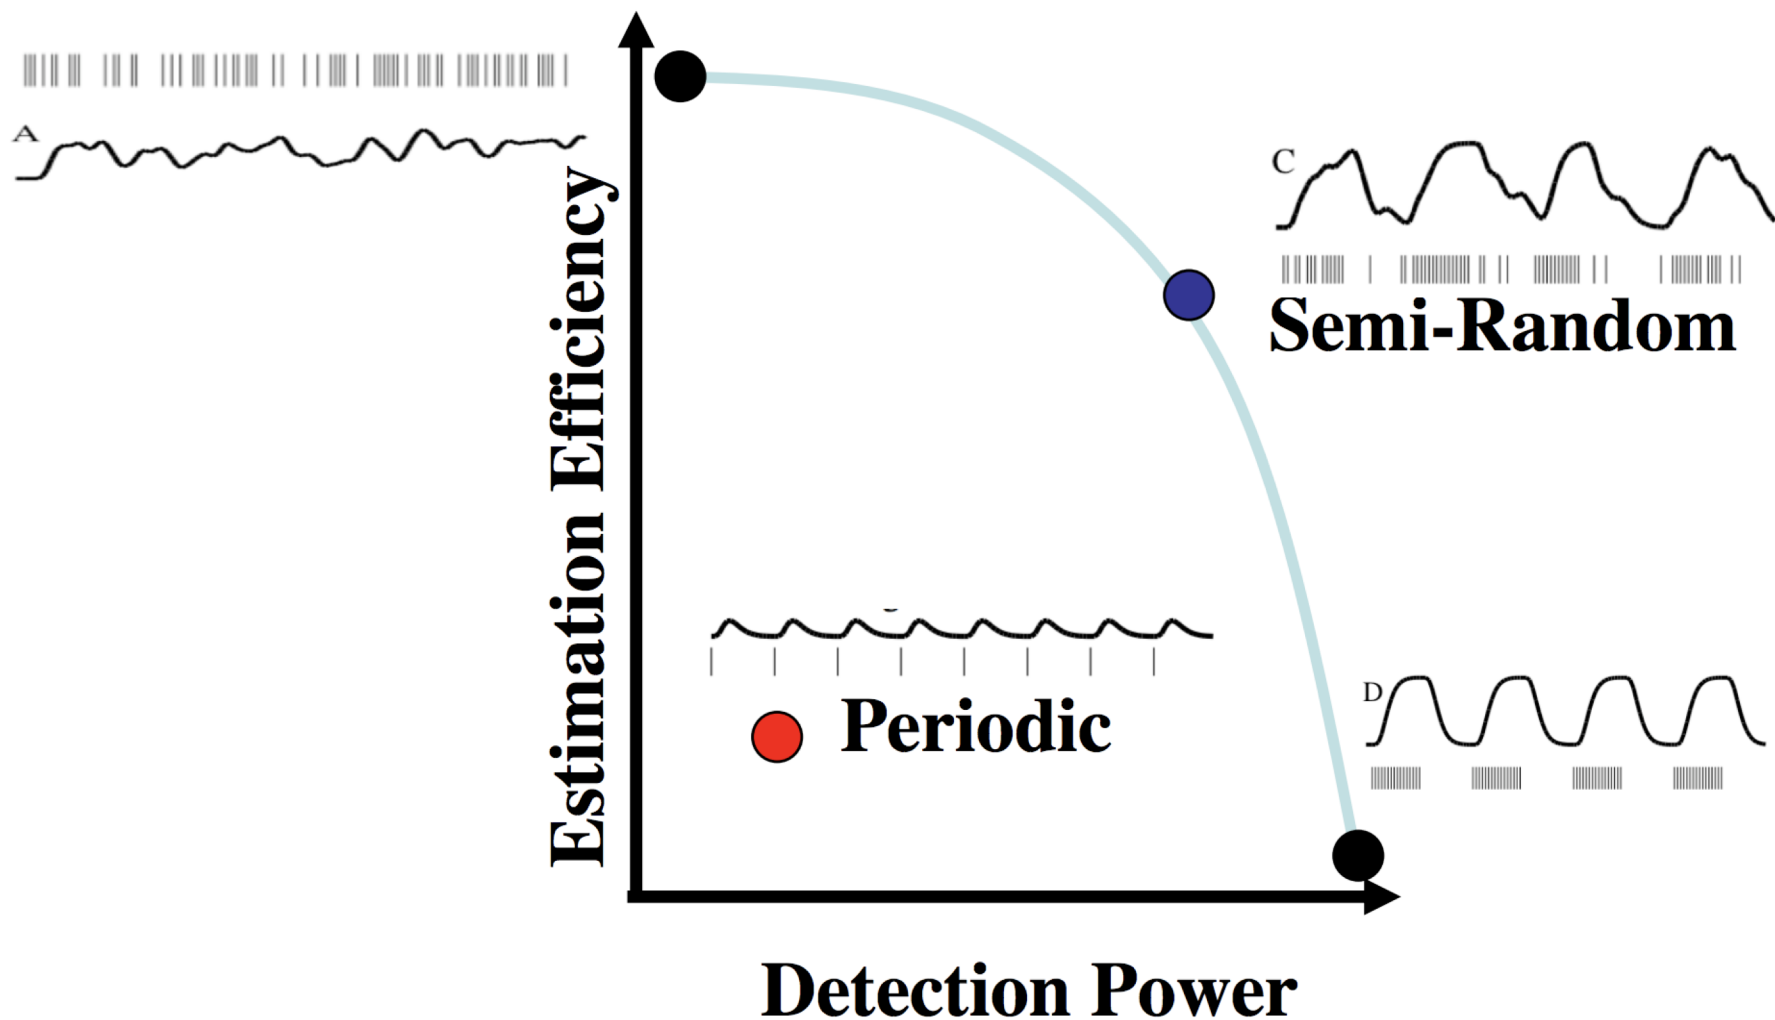 A
Estimation Efficiency
C
Semi-Random
Periodic
D
Detection Power